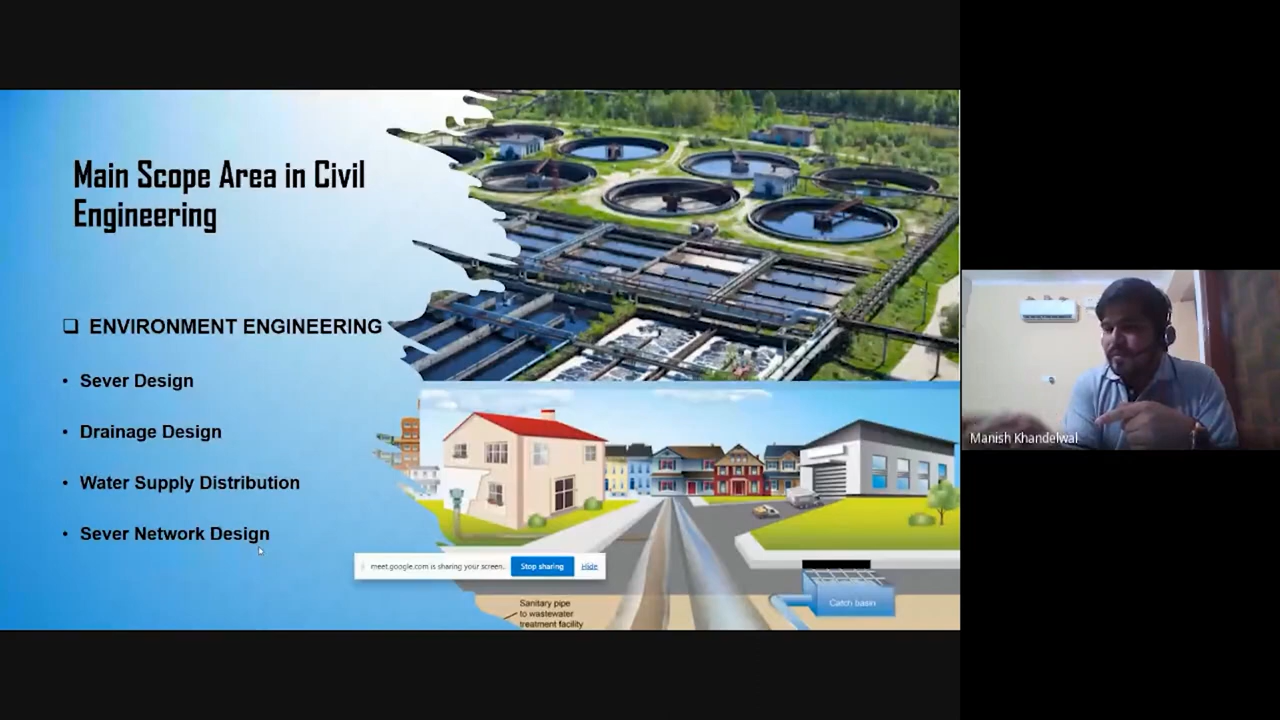 Main Scope Area in Civil
Engineering
ENVIRONMENT ENGINEERING
• Sever Design
• Drainage Design
• Water Supply Distribution
• Sever Network Design
meet.google.com is sharing your screen.
Stop sharing
Hide
Sanitary pipe
to wastewater
treatment facility
Catch basin
Manish Khandelwal